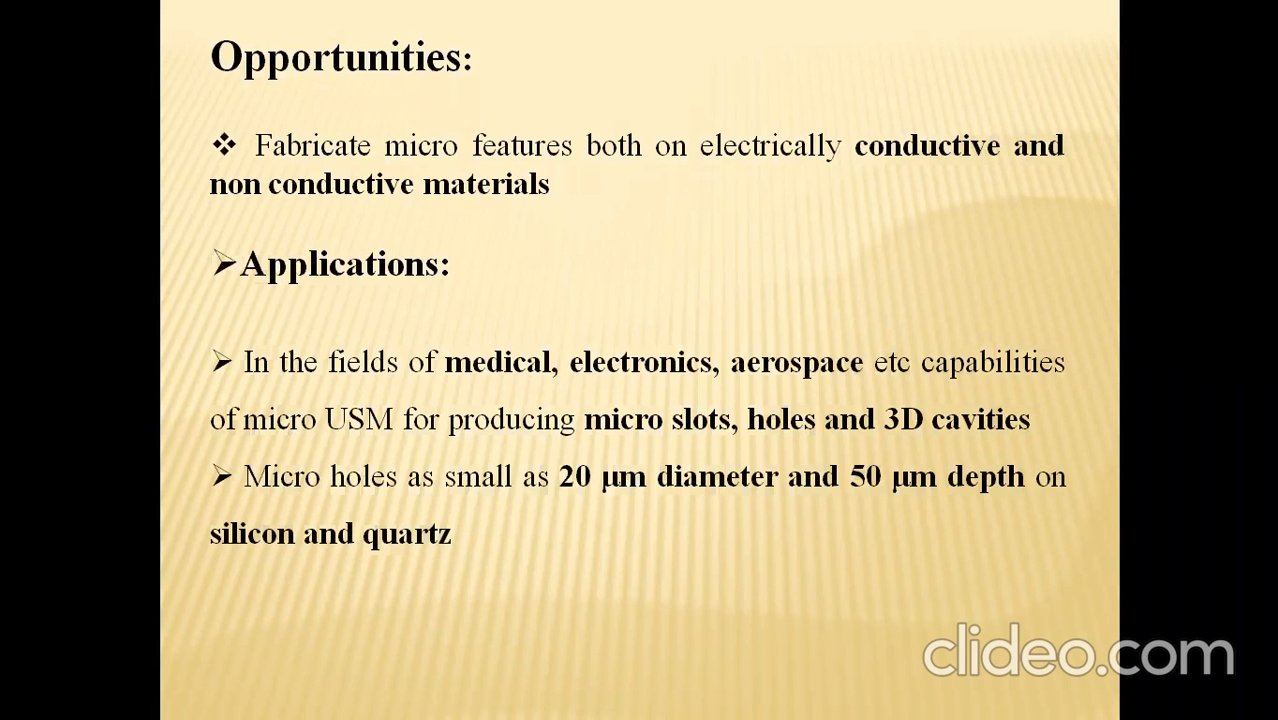 Opportunities:
❖ Fabricate micro features both on electrically conductive and
non conductive materials
➢Applications:
➢ In the fields of medical, electronics, aerospace etc capabilities
of micro USM for producing micro slots, holes and 3D cavities
➢ Micro holes as small as 20 μm diameter and 50 μm depth on
silicon and quartz
clideo.com